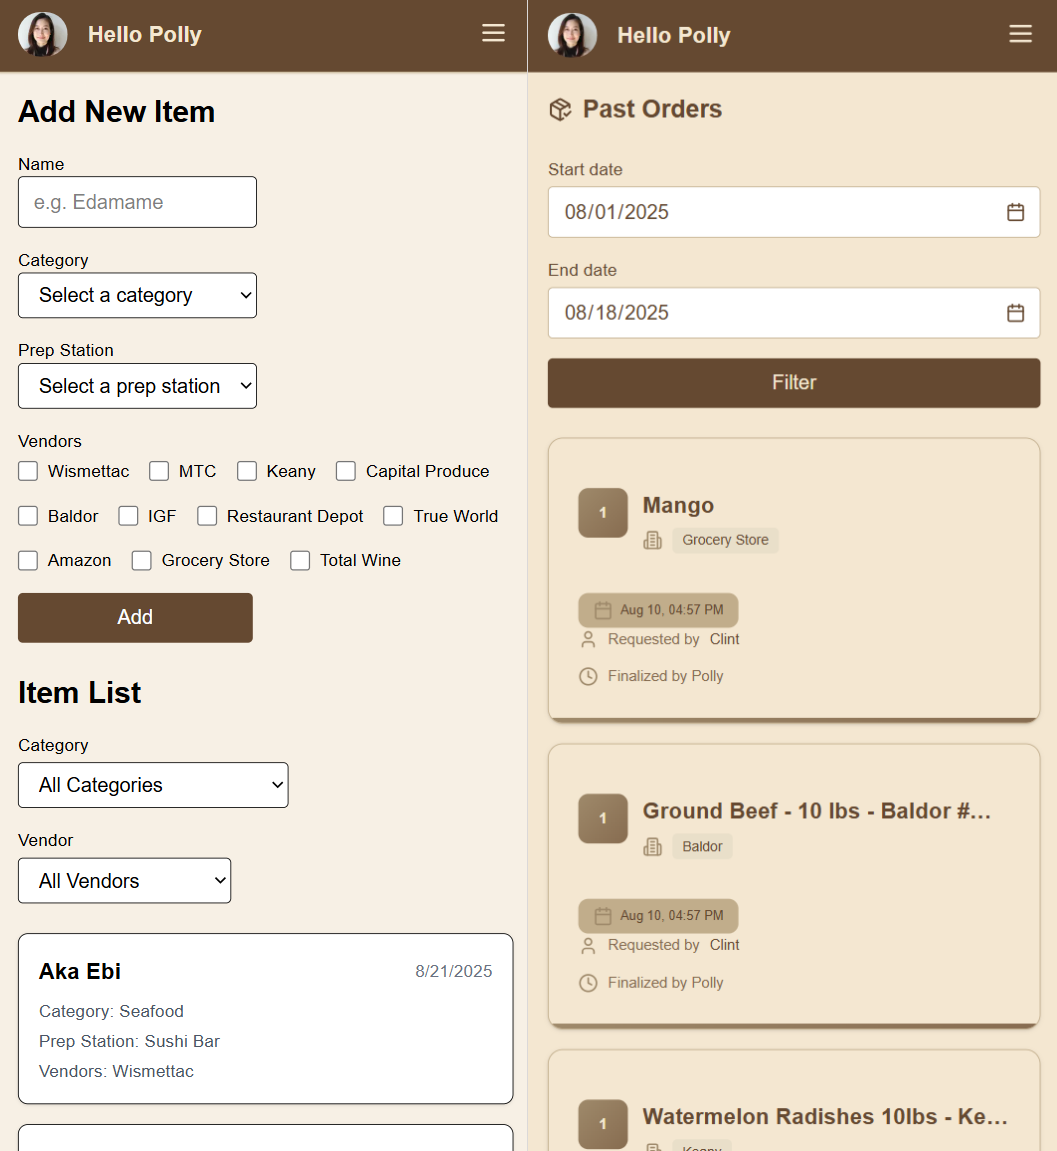 Hello Polly
Add New Item
Name
e.g. Edamame
Category
Select a category
Prep Station
Select a prep station
Vendors
Wismettac MTC Keany Capital Produce
Baldor IGF Restaurant Depot True World
Amazon Grocery Store Total Wine
Add
Item List
Category
All Categories
Vendor
All Vendors
Aka Ebi 8/21/2025
Category: Seafood
Prep Station: Sushi Bar
Vendors: Wismettac
Hello Polly
Past Orders
Start date
08/01/2025
End date
08/18/2025
Filter
1 Mango
Grocery Store
Aug 10, 04:57 PM
Requested by Clint
Finalized by Polly
1 Ground Beef - 10 lbs - Baldor #...
Baldor
Aug 10, 04:57 PM
Requested by Clint
Finalized by Polly
1 Watermelon Radishes 10lbs - Ke...
Keany